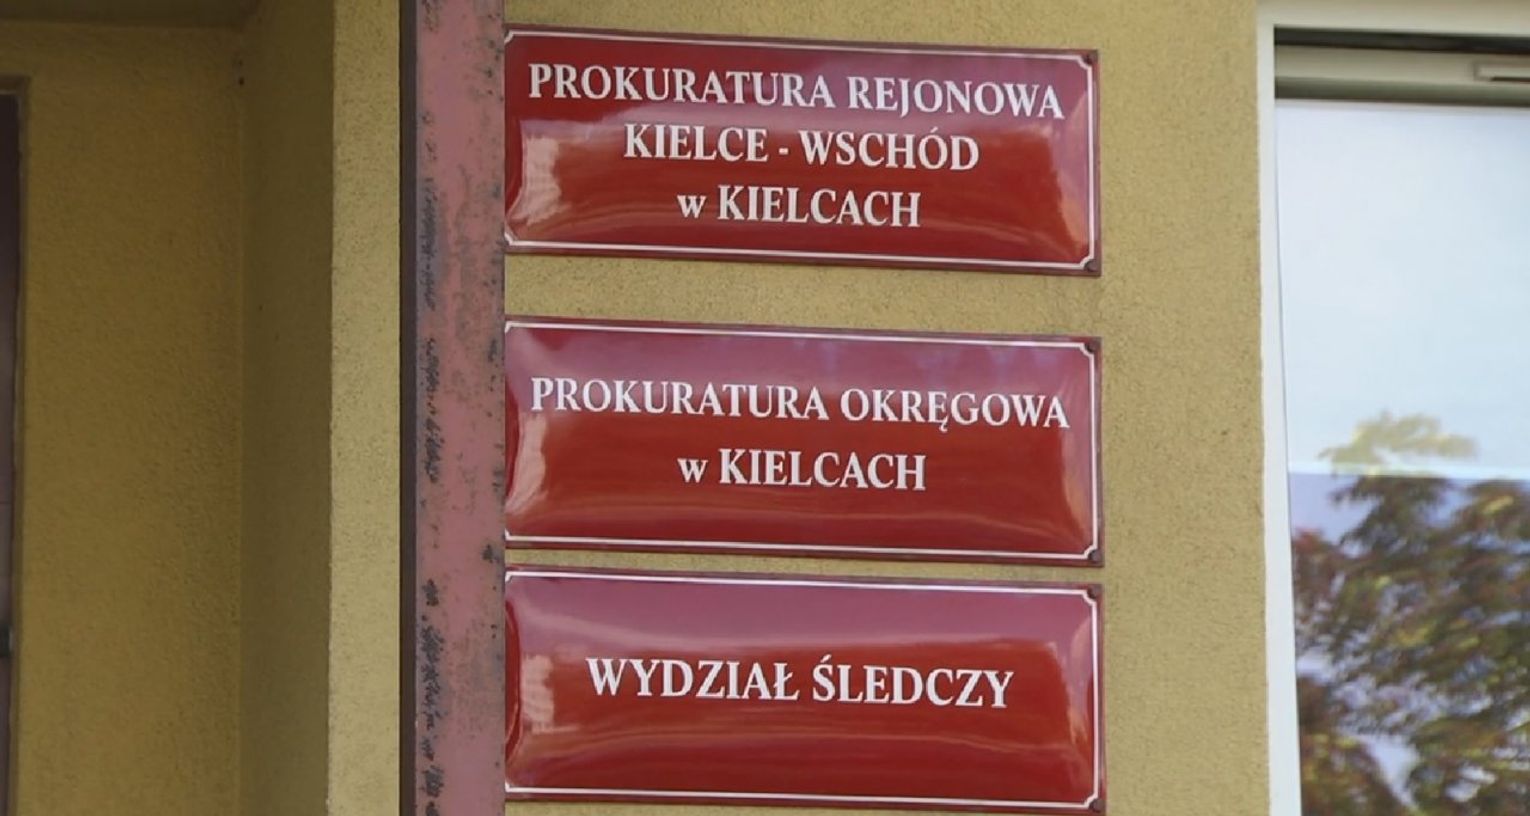 PROKURATURA REJONOWA
KIELCE - WSCHÓD
w KIELCACH
PROKURATURA OKRĘGOWA
w KIELCACH
WYDZIAŁ ŚLEDCZY